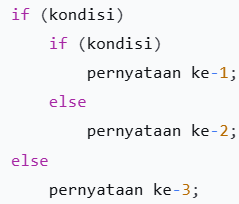 if (kondisi)
    if (kondisi)
        pernyataan ke-1;
    else
        pernyataan ke-2;
else
    pernyataan ke-3;